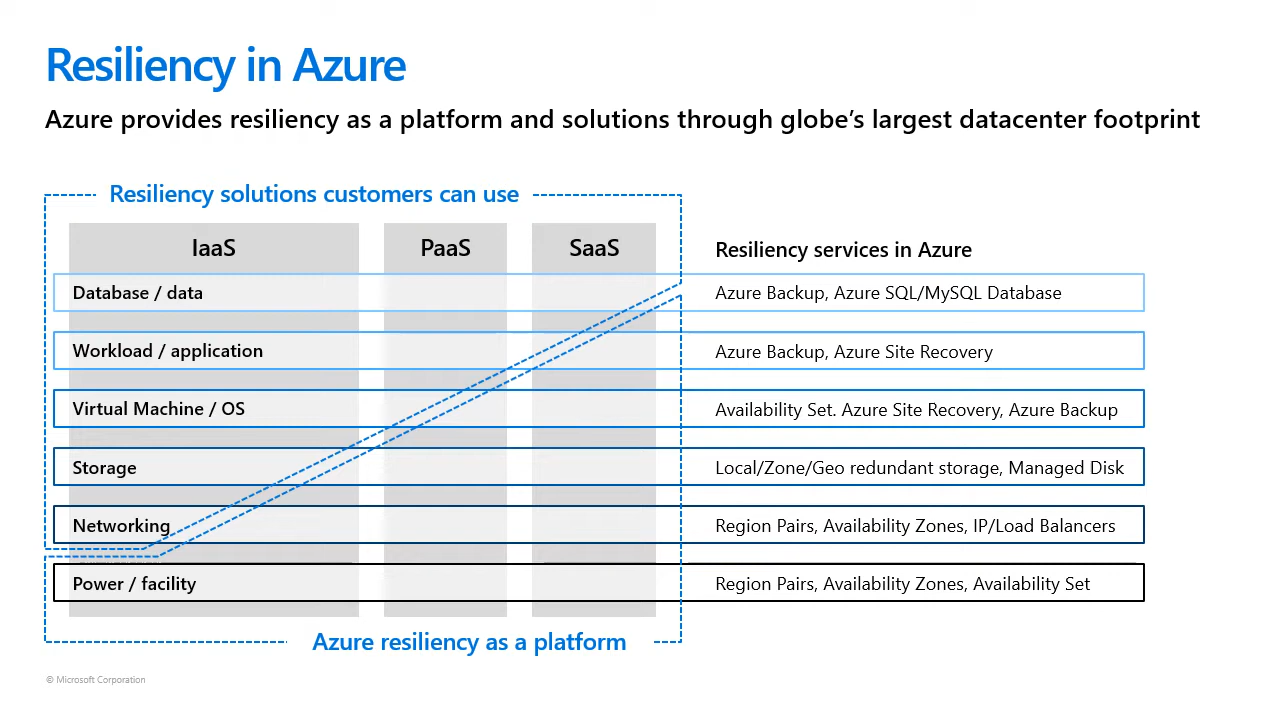 Resiliency in Azure
Azure provides resiliency as a platform and solutions through globe’s largest datacenter footprint
Resiliency solutions customers can use
IaaS PaaS SaaS Resiliency services in Azure
Database / data Azure Backup, Azure SQL/MySQL Database
Workload / application Azure Backup, Azure Site Recovery
Virtual Machine / OS Availability Set. Azure Site Recovery, Azure Backup
Storage Local/Zone/Geo redundant storage, Managed Disk
Networking Region Pairs, Availability Zones, IP/Load Balancers
Power / facility Region Pairs, Availability Zones, Availability Set
Azure resiliency as a platform
© Microsoft Corporation